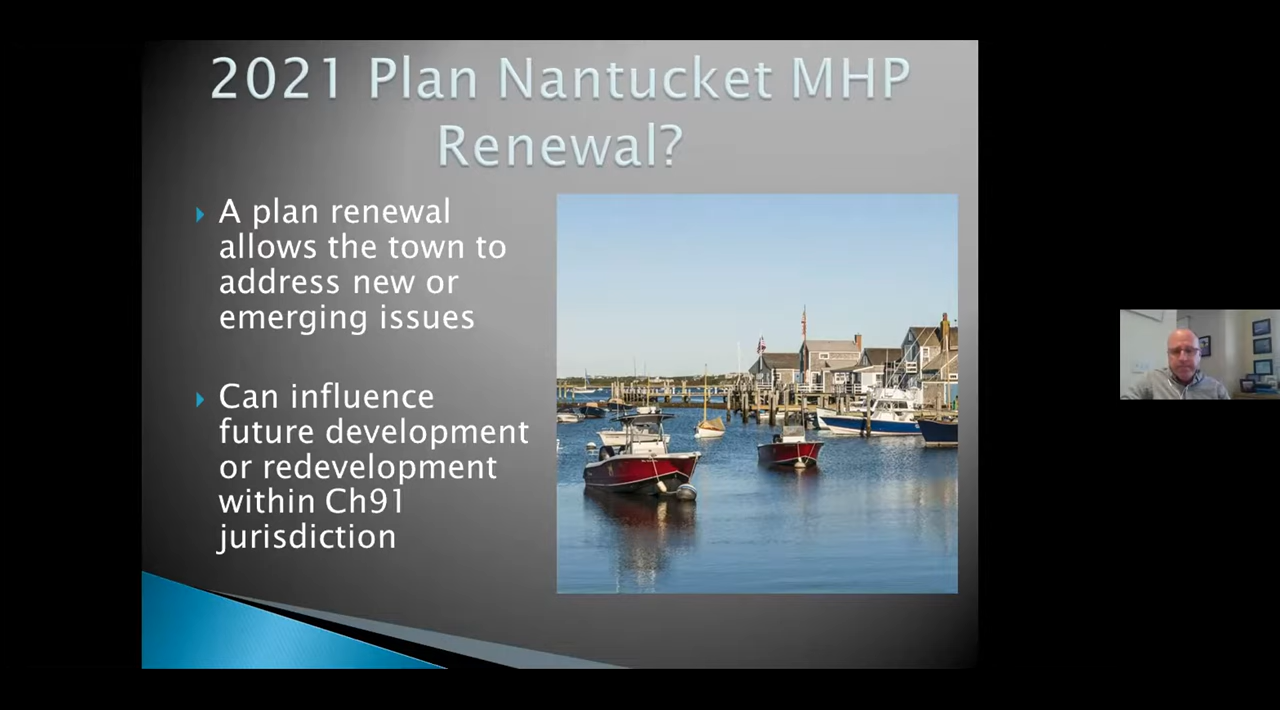 2021 Plan Nantucket MHP
Renewal?
A plan renewal
allows the town to
address new or
emerging issues
Can influence
future development
or redevelopment
within Ch91
jurisdiction